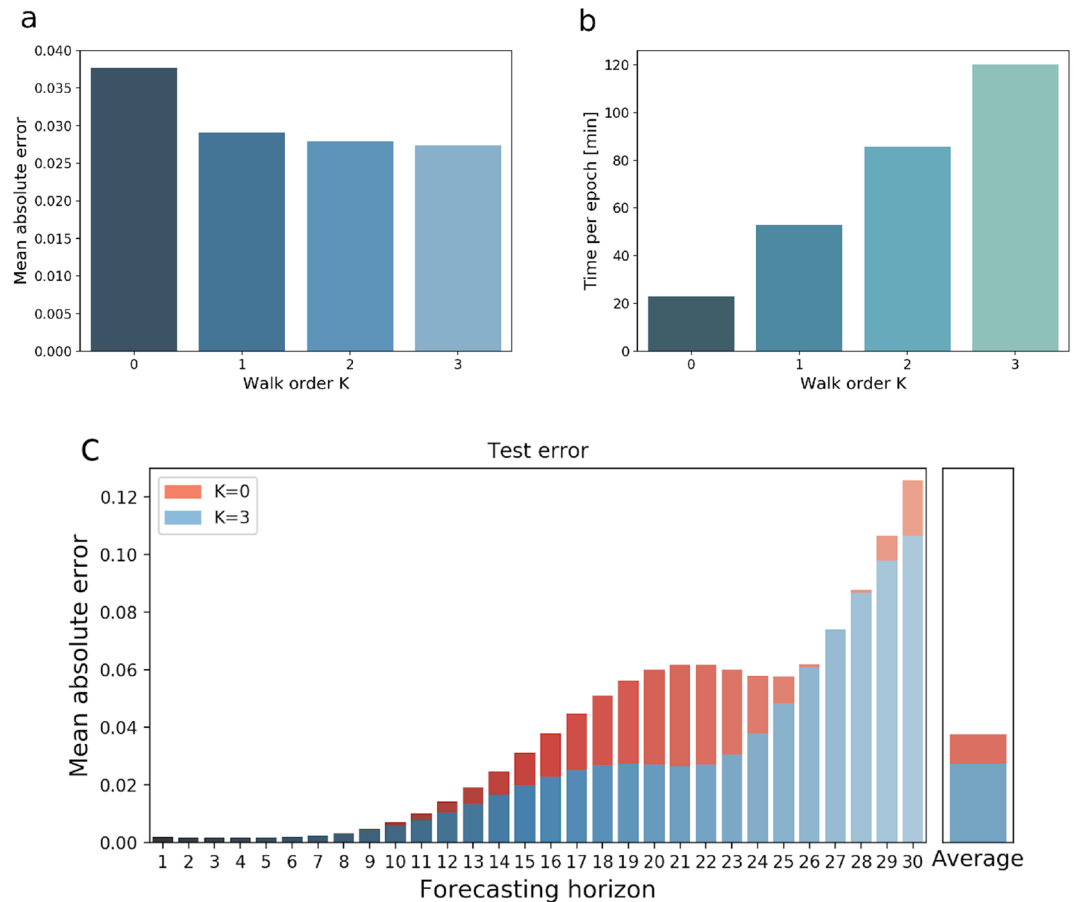 a
0.040
0.035
0.030
0.025
0.020
0.015
0.010
0.005
0.000
Mean absolute error
0 1 2 3
Walk order K
b
120
100
80
60
40
20
0
Time per epoch [min]
0 1 2 3
Walk order K
c
Test error
K=0
K=3
0.12
0.10
0.08
0.06
0.04
0.02
0.00
Mean absolute error
1 2 3 4 5 6 7 8 9 10 11 12 13 14 15 16 17 18 19 20 21 22 23 24 25 26 27 28 29 30
Forecasting horizon
Average